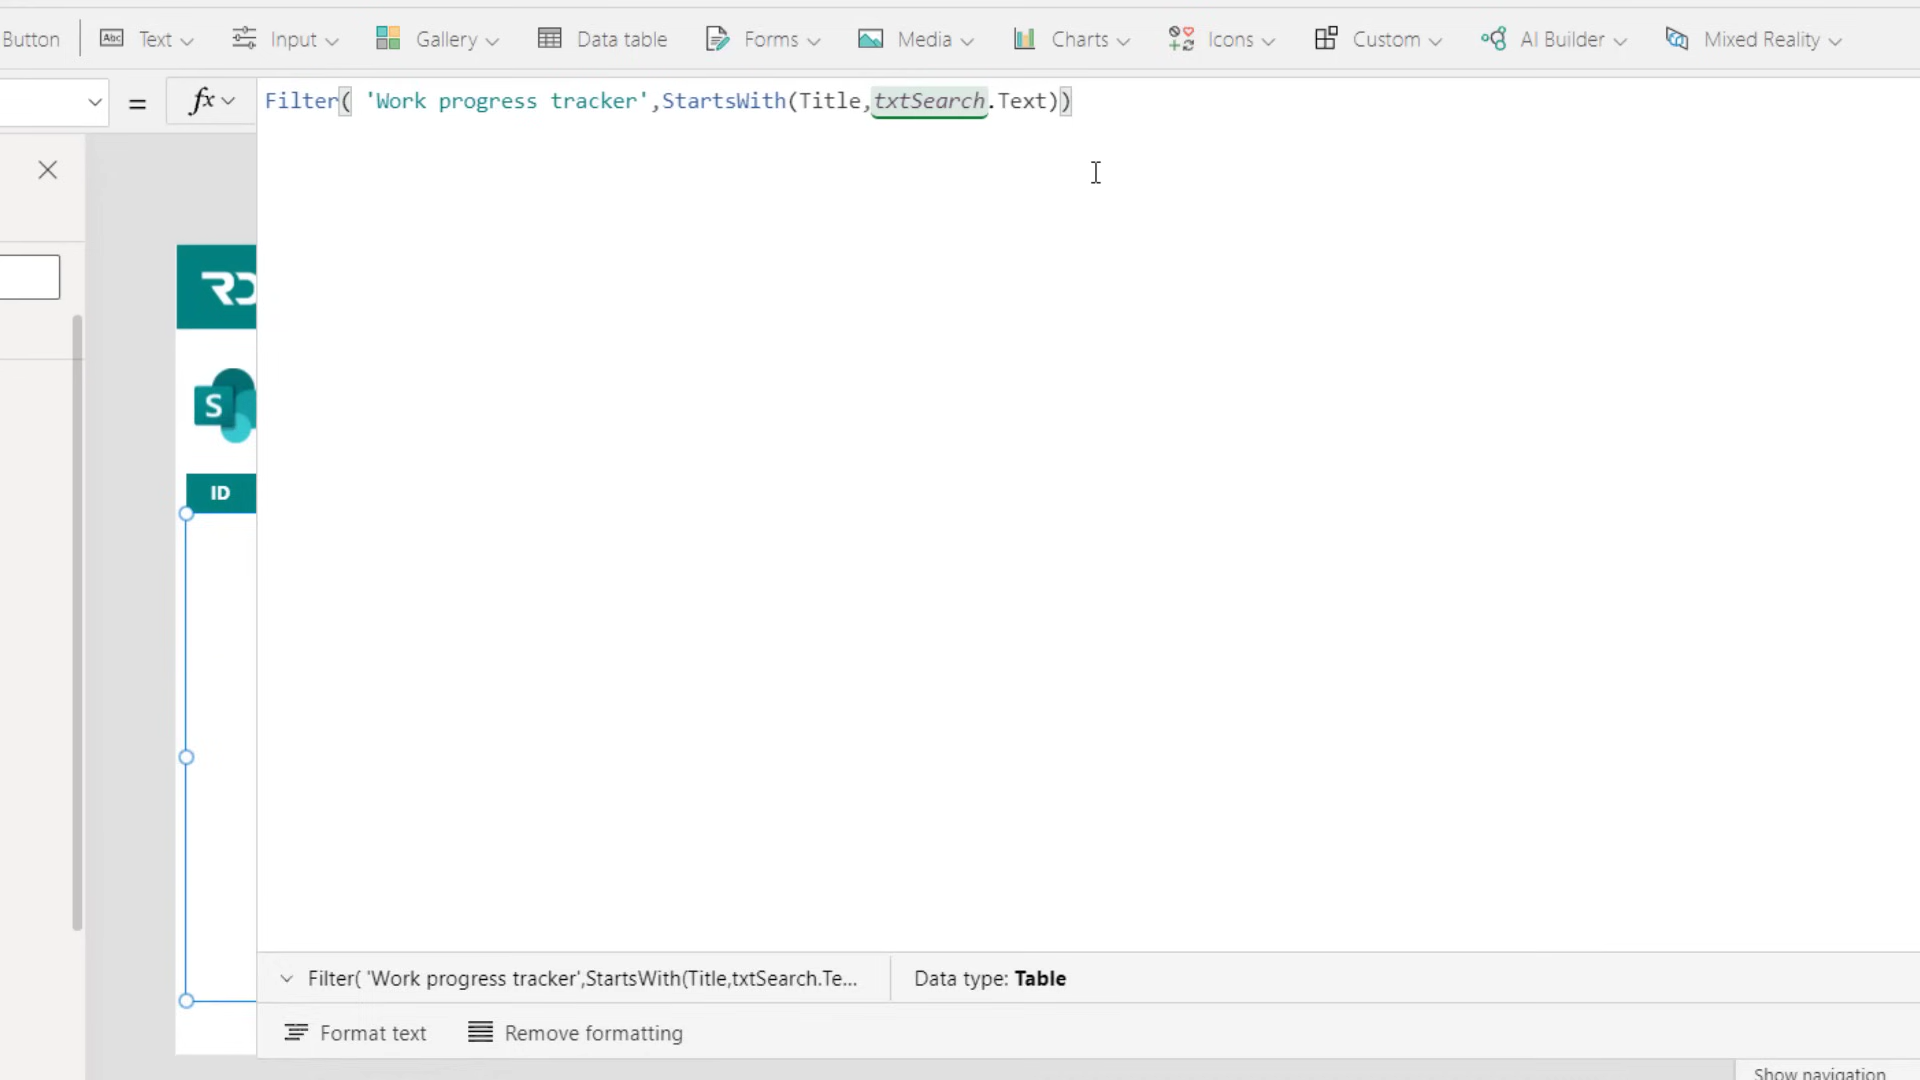 Button Text Input Gallery Data table Forms Media Charts Icons Custom AI Builder Mixed Reality
Abc
= fx Filter( 'Work progress tracker',StartsWith(Title,txtSearch.Text))
S
ID
Filter( 'Work progress tracker',StartsWith(Title,txtSearch.Te... Data type: Table
Format text Remove formatting
Show navigation